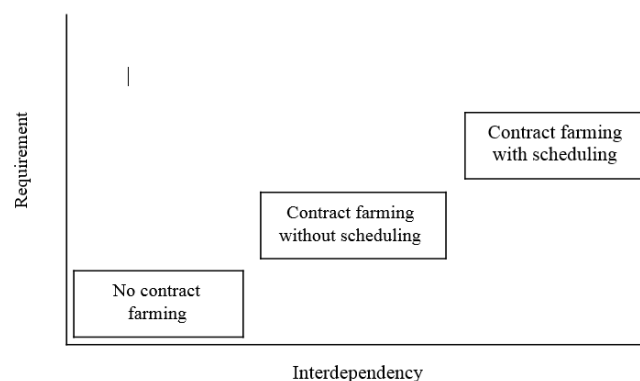 Requirement
Contract farming
with scheduling
Contract farming
without scheduling
No contract
farming
Interdependency